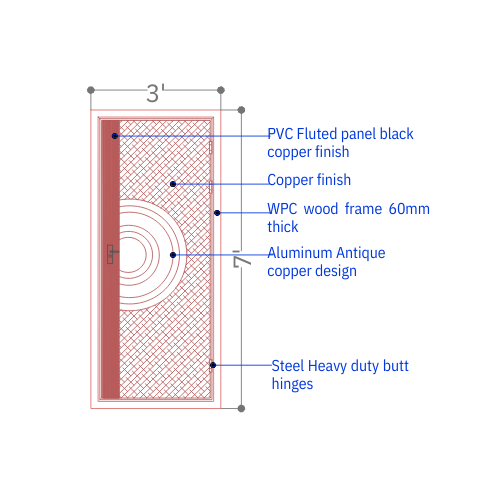 3'
PVC Fluted panel black
copper finish
Copper finish
WPC wood frame 60mm
thick
7'
Aluminum Antique
copper design
Steel Heavy duty butt
hinges